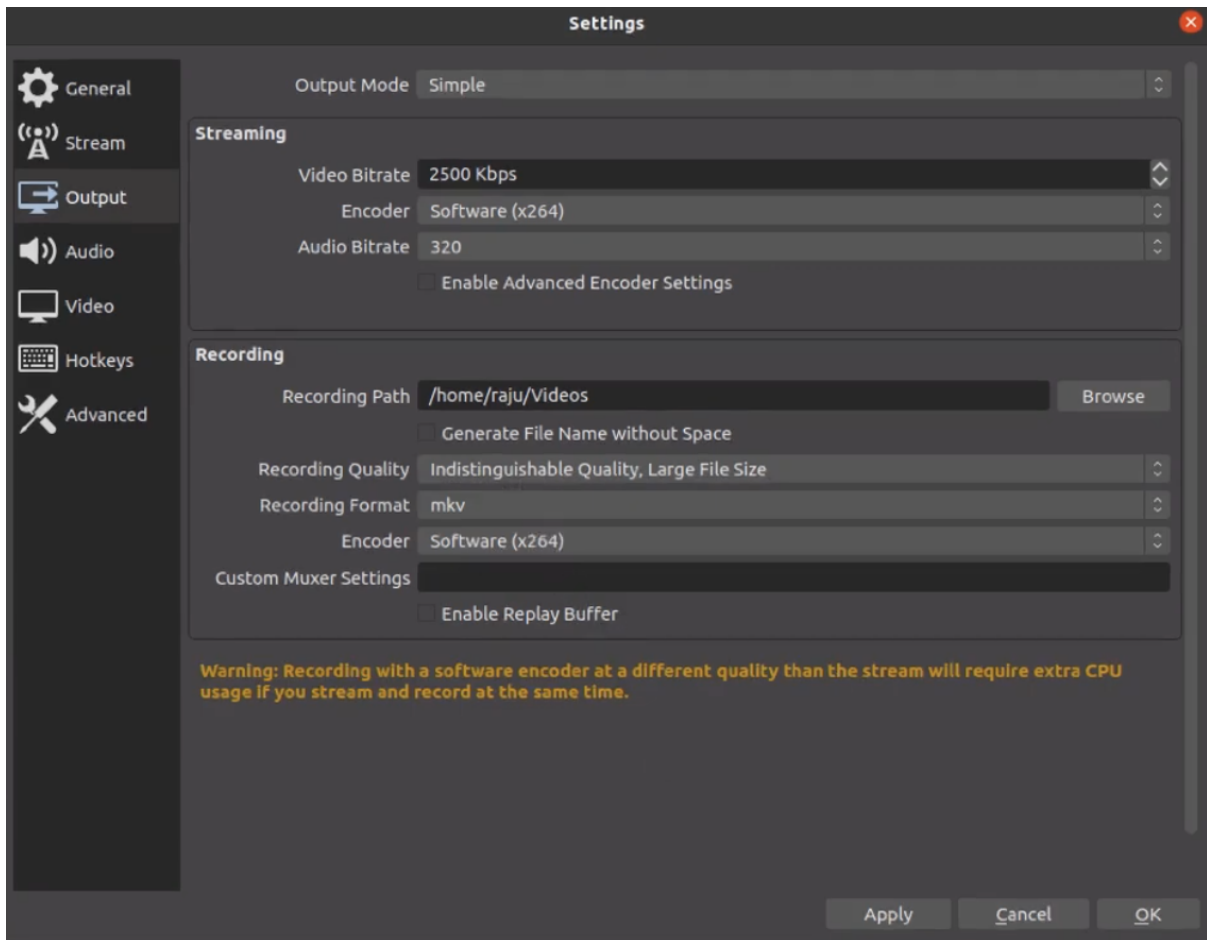 Settings
General
Stream
Output
Audio
Video
Hotkeys
Advanced
Output Mode Simple
Streaming
Video Bitrate 2500 Kbps
Encoder Software (x264)
Audio Bitrate 320
Enable Advanced Encoder Settings
Recording
Recording Path /home/raju/Videos Browse
Generate File Name without Space
Recording Quality Indistinguishable Quality, Large File Size
Recording Format mkv
Encoder Software (x264)
Custom Muxer Settings
Enable Replay Buffer
Warning: Recording with a software encoder at a different quality than the stream will require extra CPU
usage if you stream and record at the same time.
Apply Cancel OK